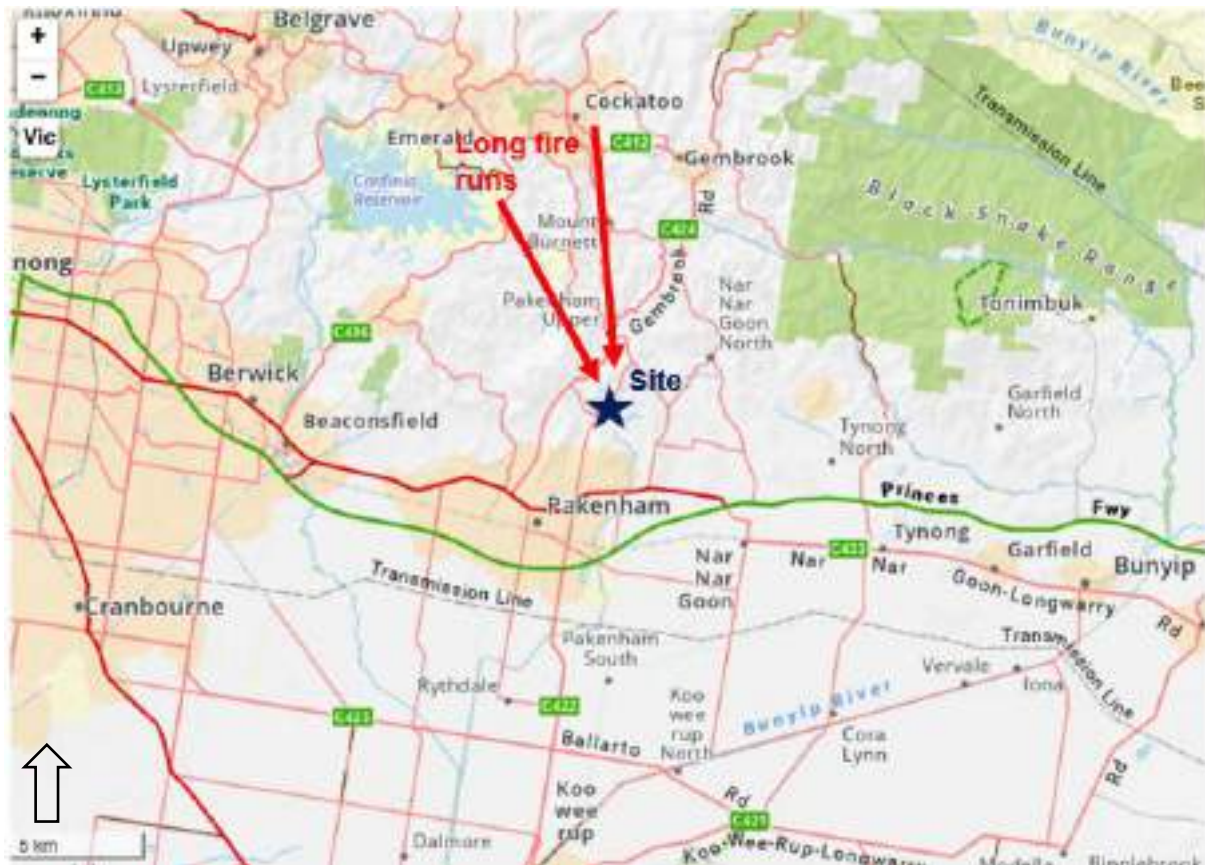 Belgrave
+
Upwey
−
Lysterfield
Cockatoo
Vic
Emerald
C412
Long fire
runs
Gembrook
Transmission Line
Bunyip River
Lysterfield
Park
Cardinia
Reservoir
Black Snake Range
Mount
Burnett
C424
Rd
nong
Pakenham
Upper
Gembrook
Nar
Nar
Goon
North
Tonimbuk
C436
Berwick
Site
Beaconsfield
Garfield
North
Tynong
North
Pakenham
Princes
Fwy
Tynong
Nar
Nar
Goon
Nar
Nar
Garfield
Bunyip
Goon-Longwarry
Rd
Transmission Line
Cranbourne
Pakenham
South
Transmission Line
Vervale
Iona
Rythdale
Koo
wee
rup
North
Bunyip River
C422
Ballarto
Cora
Lynn
Rd
Rd
Koo
wee
rup
5 km
Dalmore
Koo-Wee-Rup-Longwarry